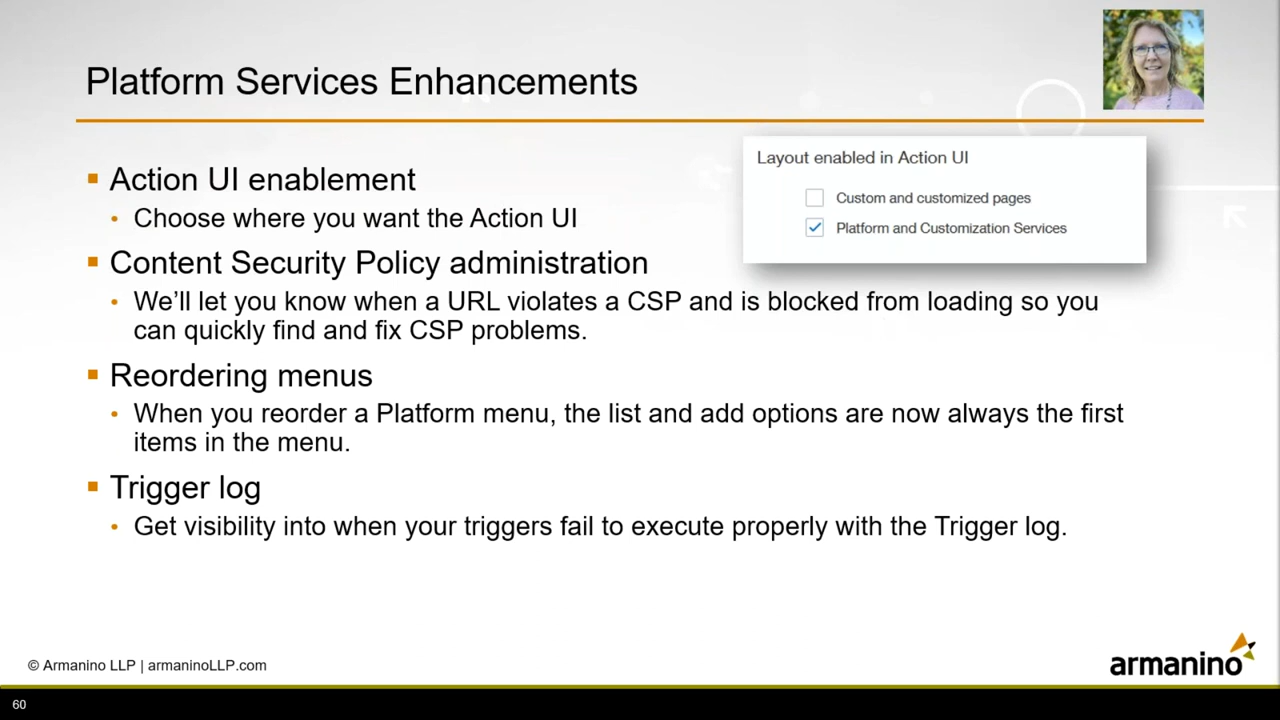 Platform Services Enhancements
Layout enabled in Action UI
Custom and customized pages
Platform and Customization Services
▪ Action UI enablement
• Choose where you want the Action UI
▪ Content Security Policy administration
• We’ll let you know when a URL violates a CSP and is blocked from loading so you
can quickly find and fix CSP problems.
▪ Reordering menus
• When you reorder a Platform menu, the list and add options are now always the first
items in the menu.
▪ Trigger log
• Get visibility into when your triggers fail to execute properly with the Trigger log.
© Armanino LLP | armaninoLLP.com
armanino
60